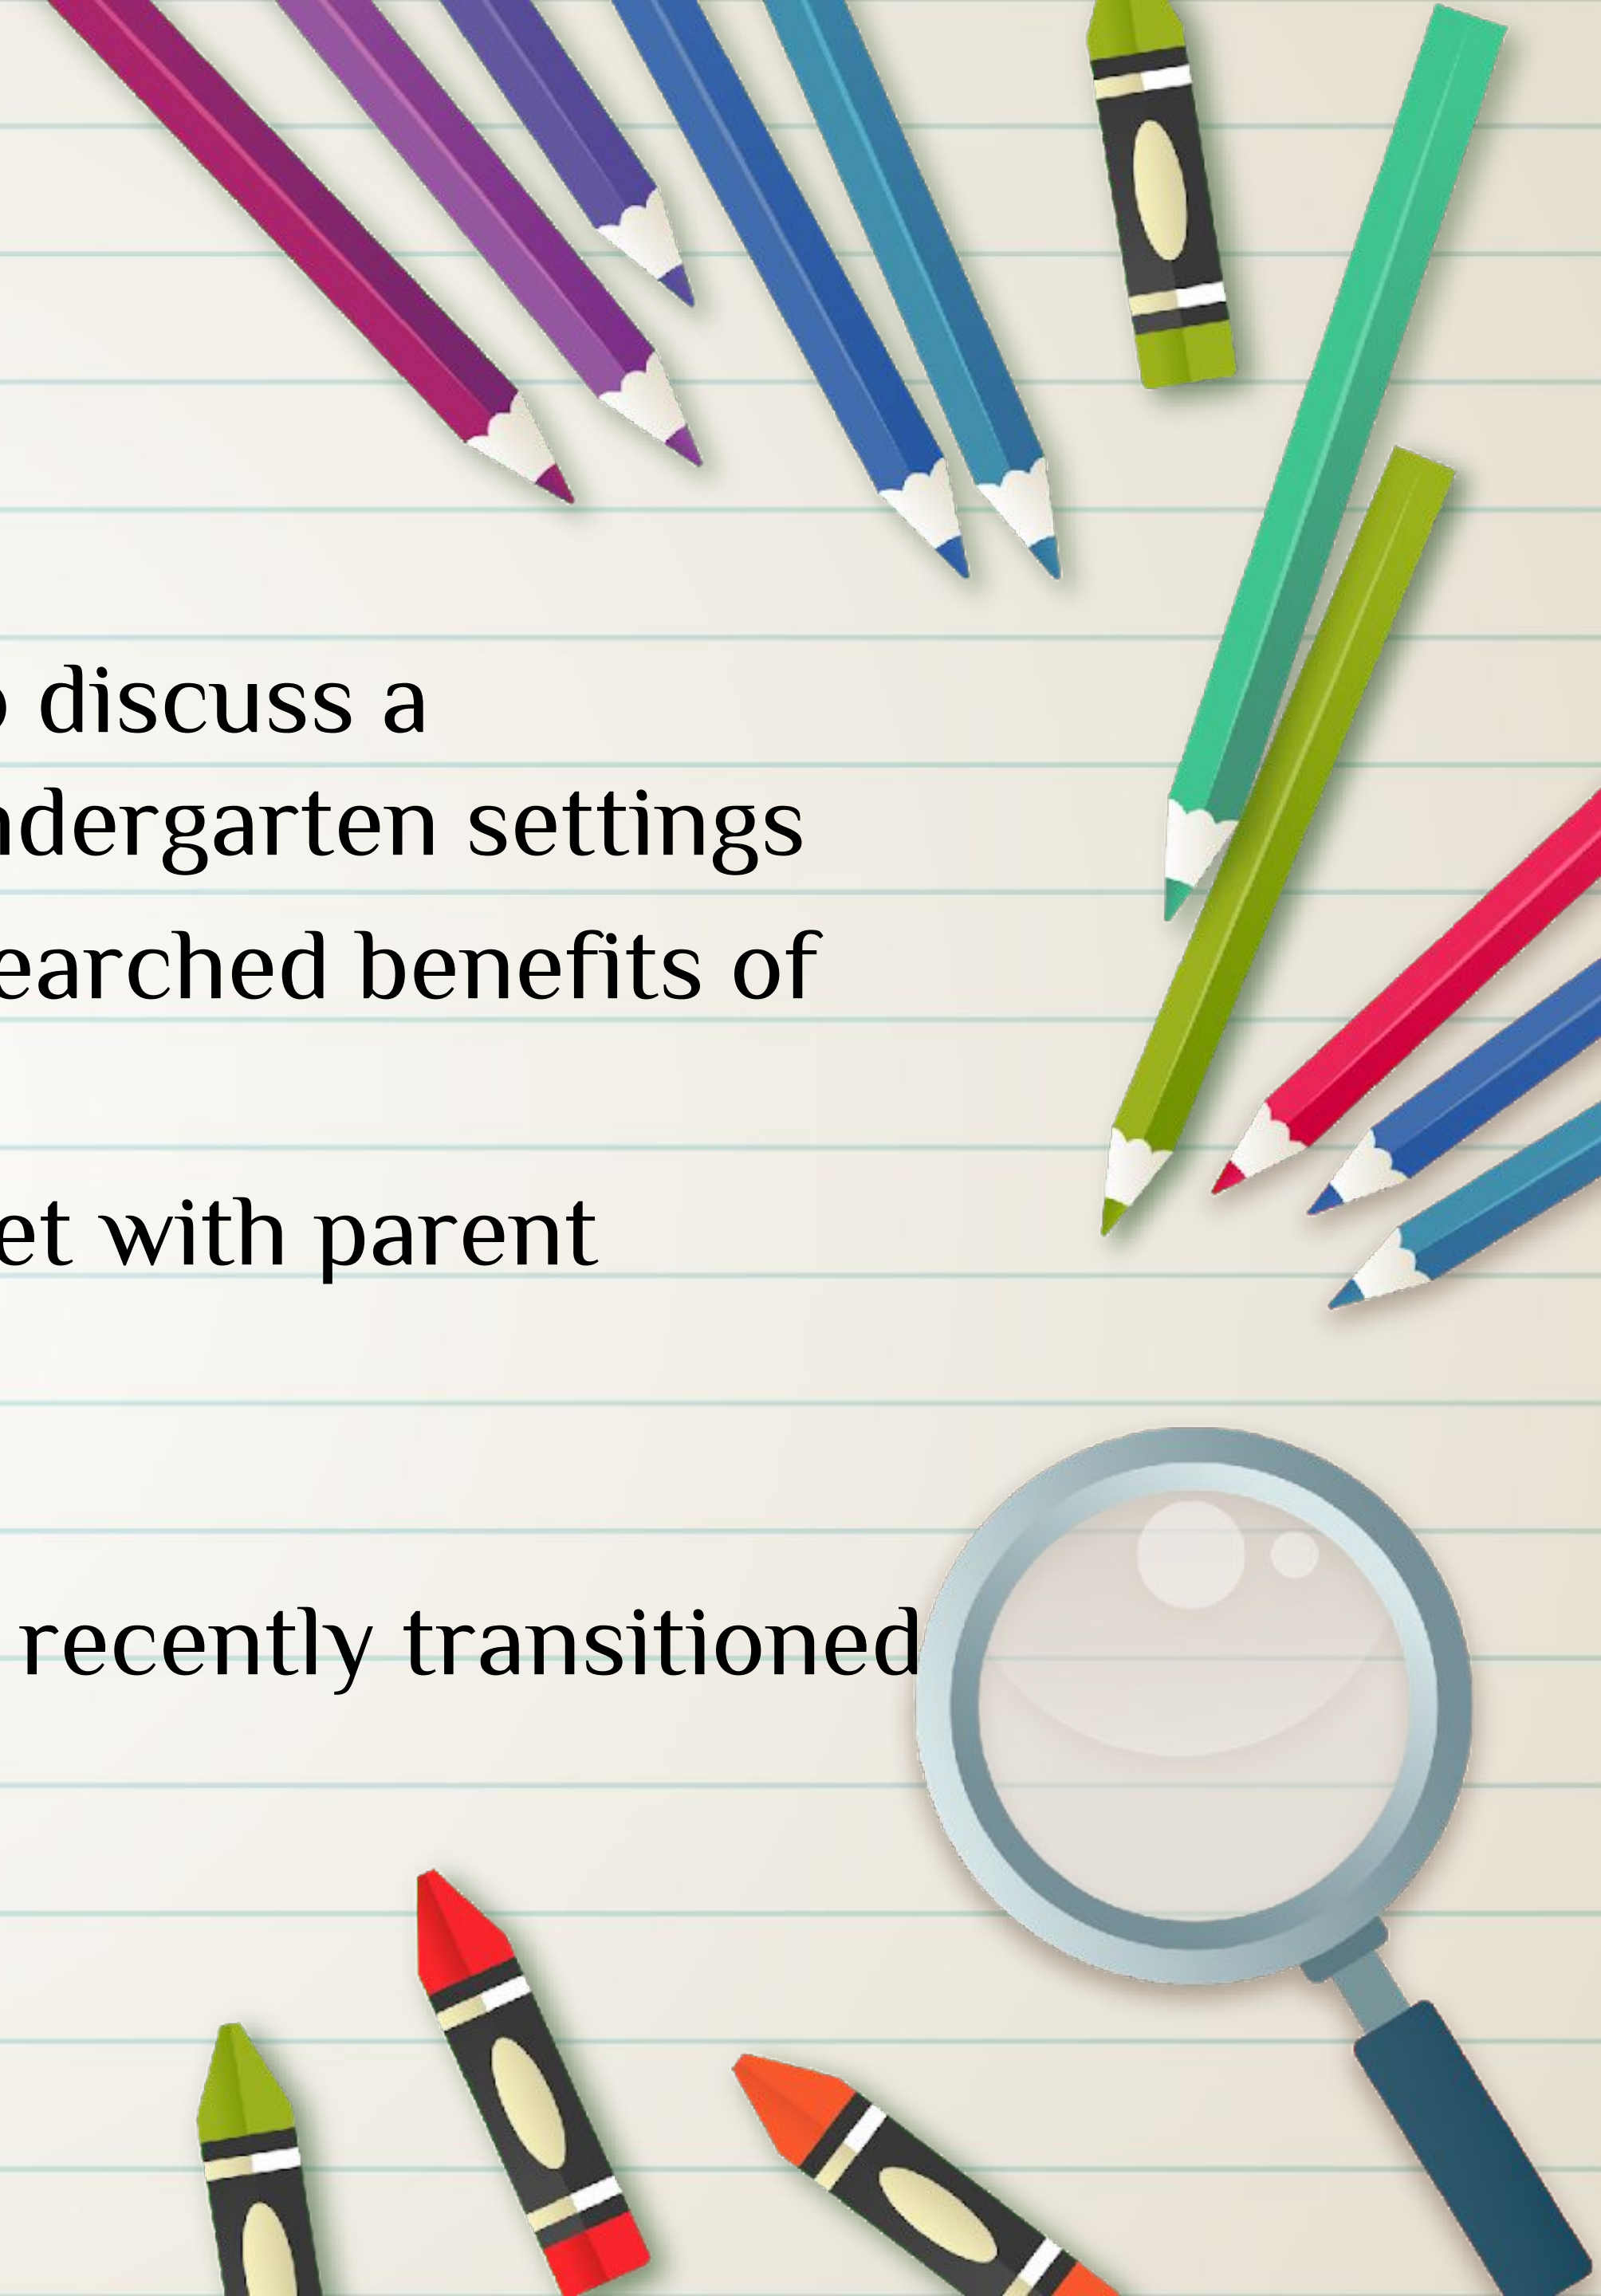 discuss a
ndergarten settings
earched benefits of
et with parent
recently transitioned